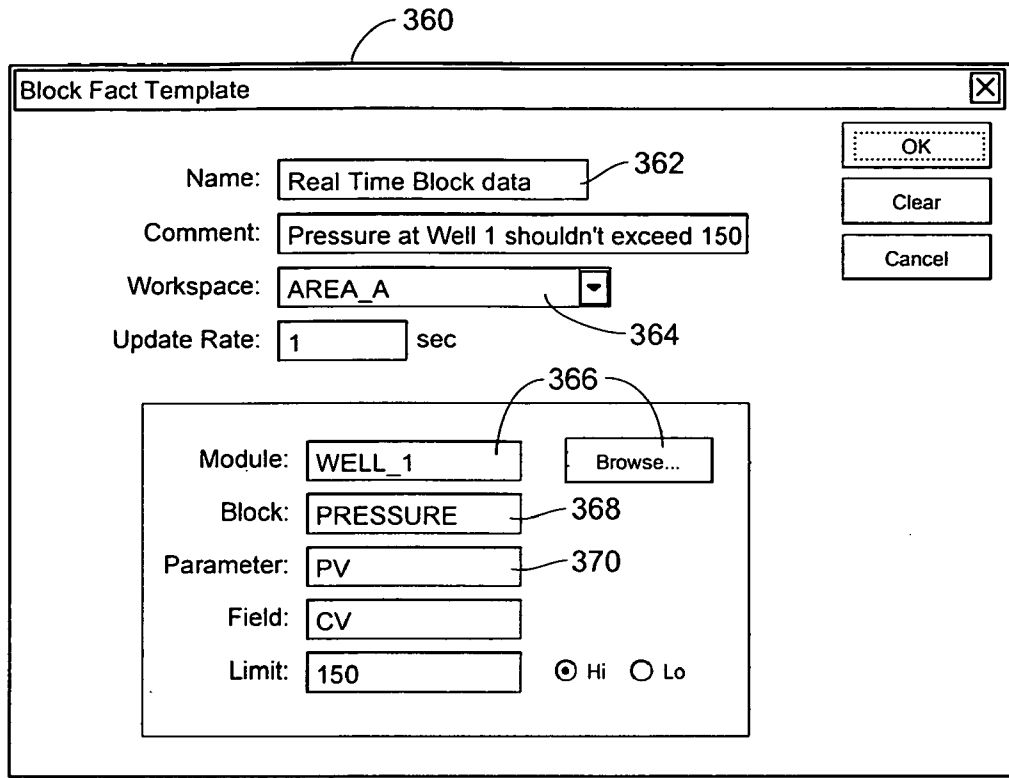 360
Block Fact Template
OK
Name: Real Time Block data 362
Clear
Comment: Pressure at Well 1 shouldn't exceed 150
Cancel
Workspace: AREA_A
364
Update Rate: 1 sec
366
Module: WELL_1 Browse...
Block: PRESSURE 368
Parameter: PV 370
Field: CV
Limit: 150 Hi Lo